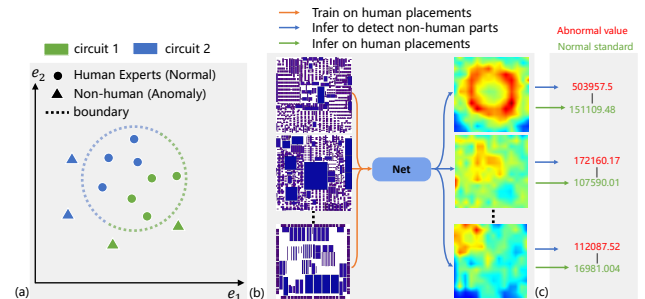 circuit 1
circuit 2
e2
Human Experts (Normal)
Non-human (Anomaly)
boundary
e1
(a)
Train on human placements
Infer to detect non-human parts
Infer on human placements
Net
(b)
Abnormal value
Normal standard
503957.5
151109.48
172160.17
107590.01
112087.52
16981.004
(c)